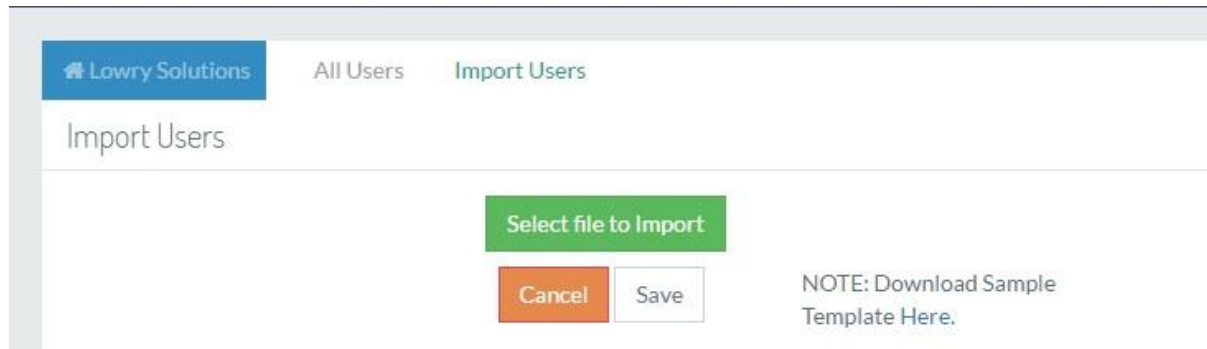 Lowry Solutions All Users Import Users
Import Users
Select file to Import
Cancel Save
NOTE: Download Sample
Template Here.